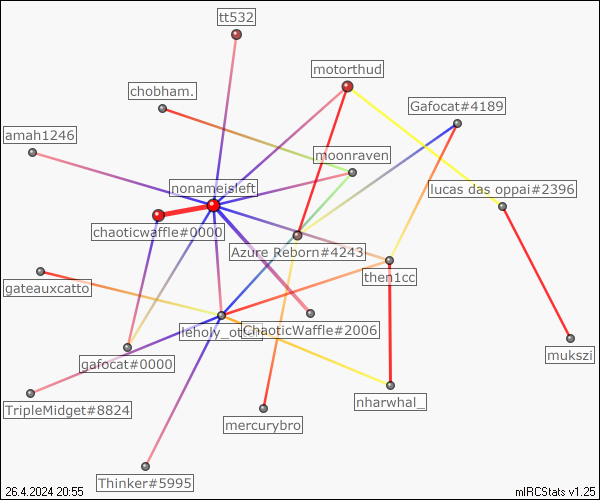 tt532
motorthud
chobham.
Gafocat#4189
amah1246
moonraven
nonameisleft
lucas das oppai#2396
chaoticwaffle#0000
Azure Reborn#4243
then1cc
gateauxcatto
leholy_otter
ChaoticWaffle#2006
gafocat#0000
mukszi
TripleMidget#8824
nharwhal_
mercurybro
Thinker#5995
26.4.2024 20:55
mIRCStats v1.25